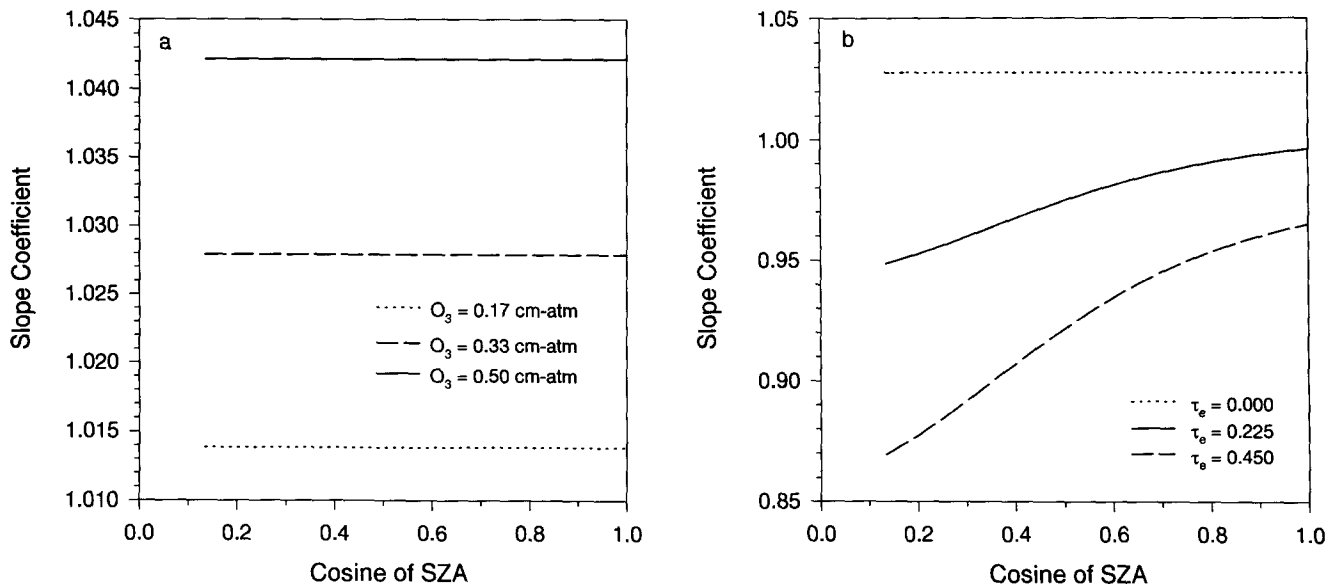 a
1.045
1.040
1.035
1.030
1.025
1.020
1.015
1.010
Slope Coefficient
O₃ = 0.17 cm-atm
O₃ = 0.33 cm-atm
O₃ = 0.50 cm-atm
0.0 0.2 0.4 0.6 0.8 1.0
Cosine of SZA
b
1.05
1.00
0.95
0.90
0.85
Slope Coefficient
τₑ = 0.000
τₑ = 0.225
τₑ = 0.450
0.0 0.2 0.4 0.6 0.8 1.0
Cosine of SZA